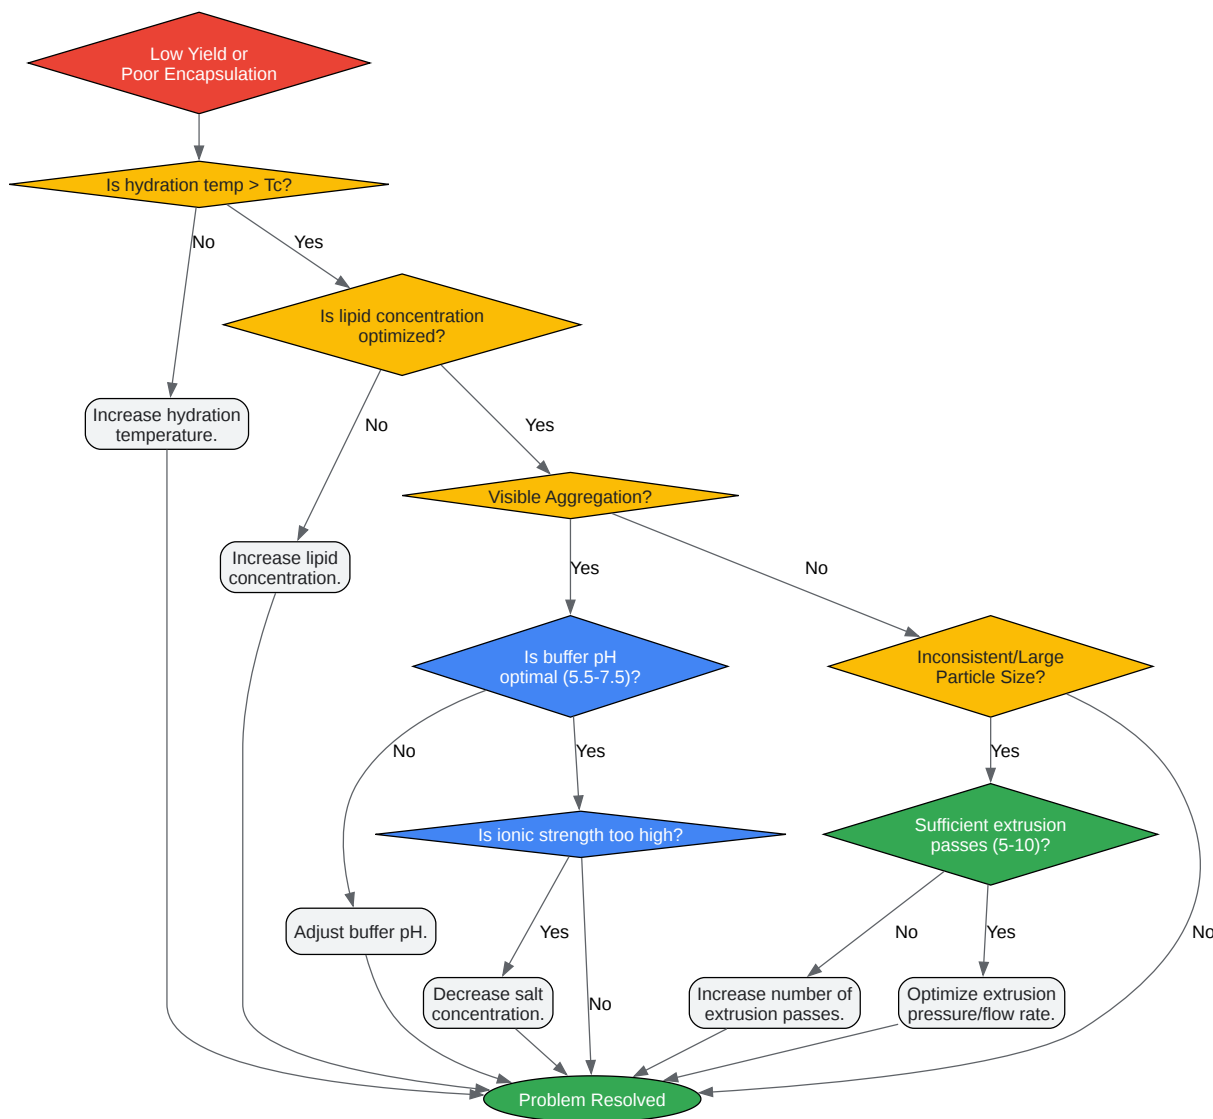 Low Yield or
Poor Encapsulation
Is hydration temp > Tc?
No
Yes
Is lipid concentration
optimized?
Increase hydration
temperature.
No
Yes
Visible Aggregation?
Increase lipid
concentration.
Yes
No
Is buffer pH
optimal (5.5-7.5)?
Inconsistent/Large
Particle Size?
No
Yes
Yes
Is ionic strength too high?
Sufficient extrusion
passes (5-10)?
Adjust buffer pH.
Yes
No
Yes
No
Decrease salt
concentration.
No
Increase number of
extrusion passes.
Optimize extrusion
pressure/flow rate.
Problem Resolved